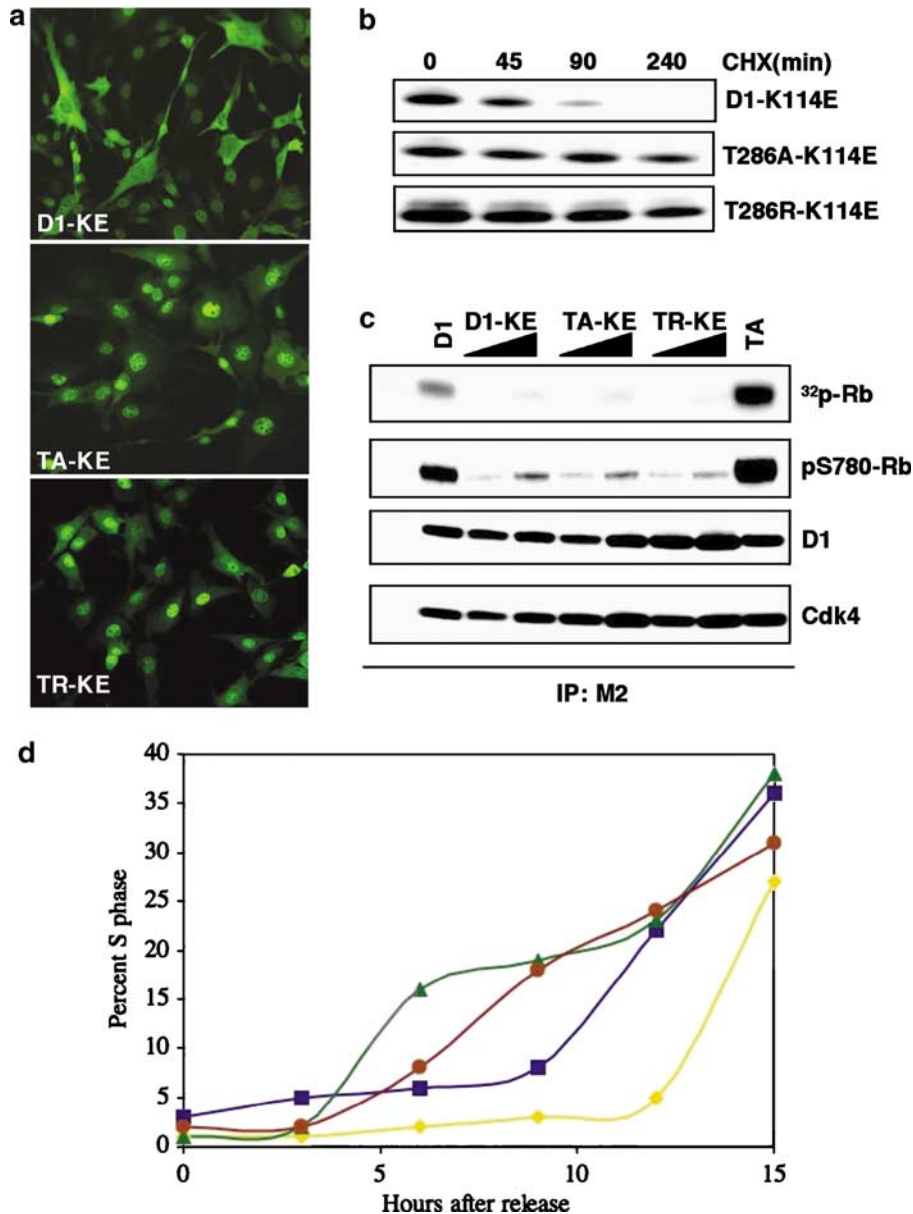 a
D1-KE
TA-KE
TR-KE
b
0 45 90 240 CHX(min)
D1-K114E
T286A-K114E
T286R-K114E
c
D1 D1-KE TA-KE TR-KE TA
³²p-Rb
pS780-Rb
D1
Cdk4
IP: M2
d
40
35
30
25
20
15
10
5
0
Percent S phase
0 5 10 15
Hours after release